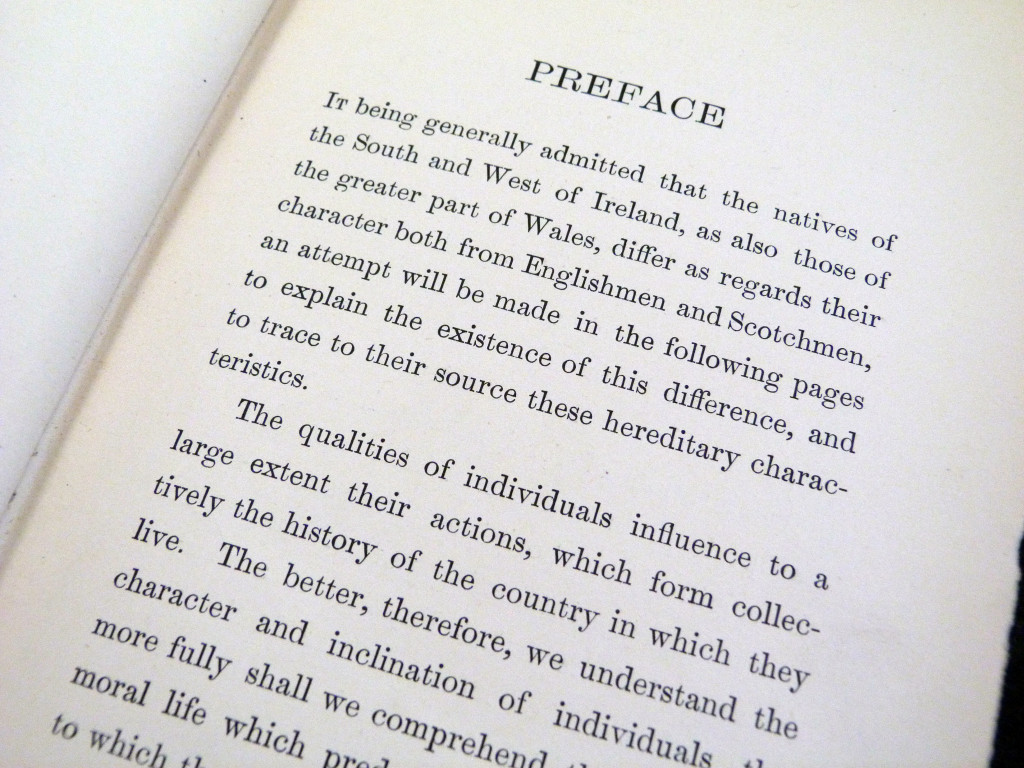 PREFACE
It being generally admitted that the natives of
the South and West of Ireland, as also those of
the greater part of Wales, differ as regards their
character both from Englishmen and Scotchmen,
an attempt will be made in the following pages
to explain the existence of this difference, and
to trace to their source these hereditary charac-
teristics.
The qualities of individuals influence to a
large extent their actions, which form collec-
tively the history of the country in which they
live. The better, therefore, we understand the
character and inclination of individuals
more fully shall we comprehend
moral life which
to which